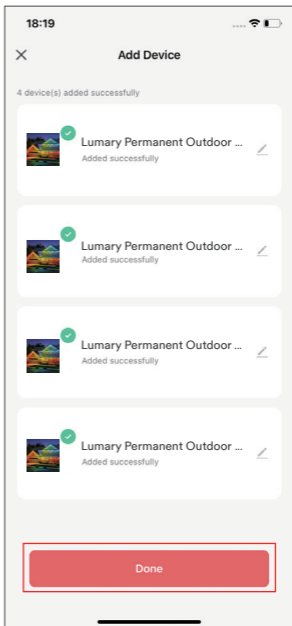 18:19
Add Device
4 device(s) added successfully
Lumary Permanent Outdoor ...
Added successfully
Lumary Permanent Outdoor ...
Added successfully
Lumary Permanent Outdoor ...
Added successfully
Lumary Permanent Outdoor ...
Added successfully
Done